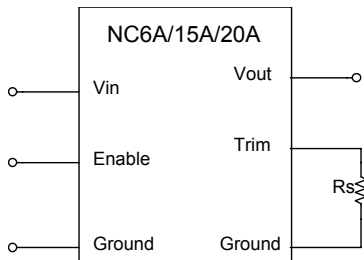 NC6A/15A/20A
Vin
Vout
Enable
Trim
Rs
Ground
Ground